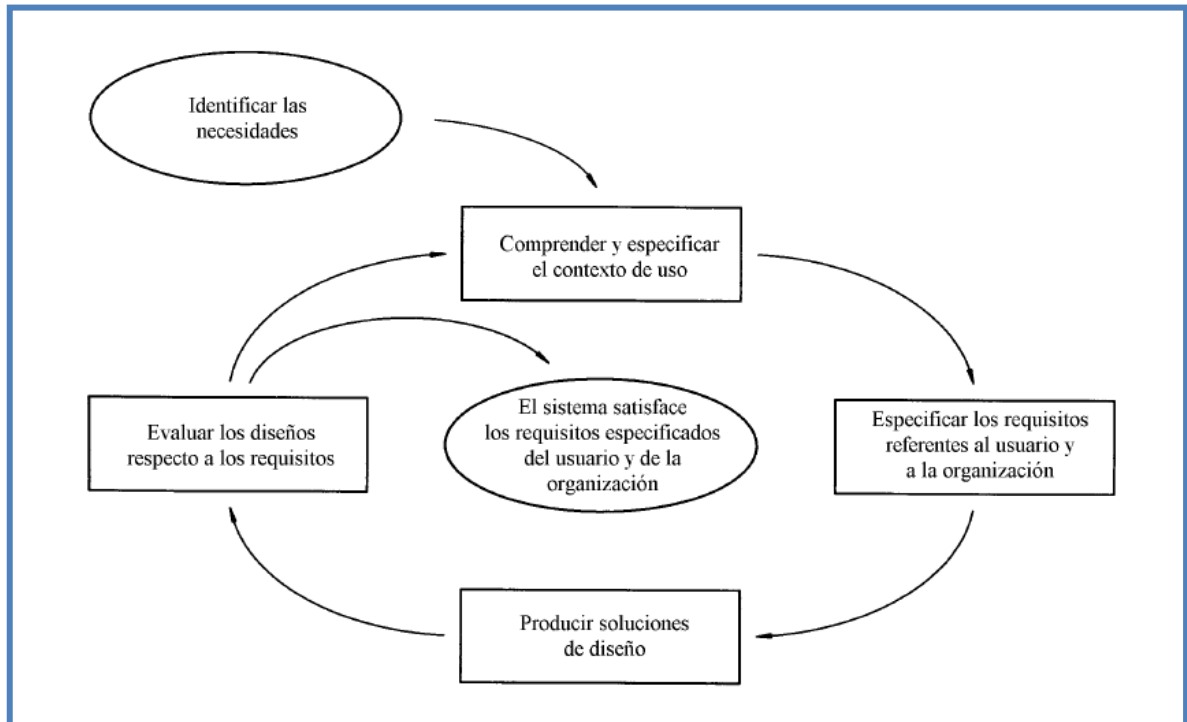 Identificar las
necesidades
Comprender y especificar
el contexto de uso
Evaluar los diseños
respecto a los requisitos
El sistema satisface
los requisitos especificados
del usuario y de la
organización
Especificar los requisitos
referentes al usuario y
a la organización
Producir soluciones
de diseño